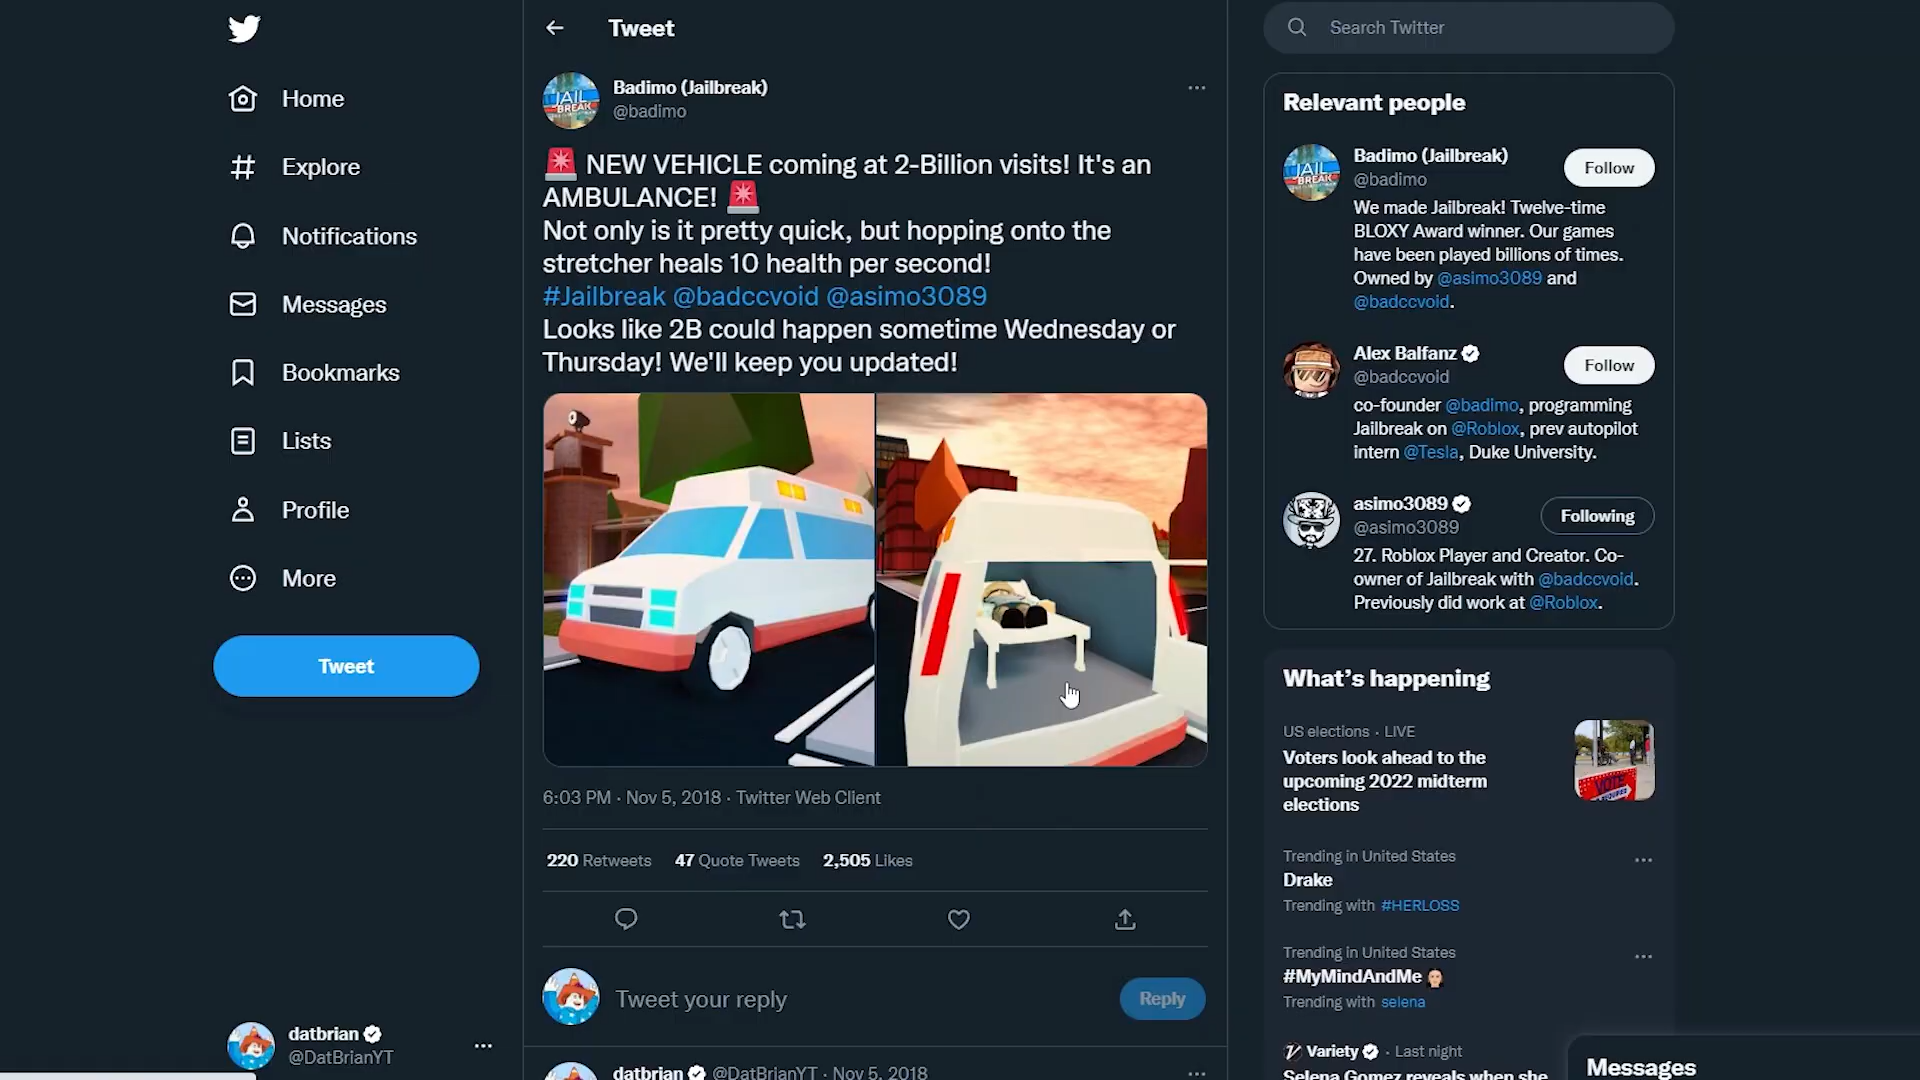 Home
Explore
Notifications
Messages
Bookmarks
Lists
Profile
More
Tweet
datbrian
@DatBrianYT
Tweet
Badimo (Jailbreak)
@badimo
NEW VEHICLE coming at 2-Billion visits! It's an
AMBULANCE!
Not only is it pretty quick, but hopping onto the
stretcher heals 10 health per second!
#Jailbreak @badccvoid @asimo3089
Looks like 2B could happen sometime Wednesday or
Thursday! We'll keep you updated!
6:03 PM · Nov 5, 2018 · Twitter Web Client
220 Retweets 47 Quote Tweets 2,505 Likes
Tweet your reply
Reply
datbrian @DatBrianYT · Nov 5, 2018
Search Twitter
Relevant people
Badimo (Jailbreak)
@badimo
Follow
We made Jailbreak! Twelve-time
BLOXY Award winner. Our games
have been played billions of times.
Owned by @asimo3089 and
@badccvoid.
Alex Balfanz
@badccvoid
Follow
co-founder @badimo, programming
Jailbreak on @Roblox, prev autopilot
intern @Tesla, Duke University.
asimo3089
@asimo3089
Following
27. Roblox Player and Creator. Co-
owner of Jailbreak with @badccvoid.
Previously did work at @Roblox.
What's happening
US elections · LIVE
Voters look ahead to the
upcoming 2022 midterm
elections
VOTE
Trending in United States
Drake
Trending with #HERLOSS
Trending in United States
#MyMindAndMe
Trending with selena
Variety · Last night
Selena Gomez reveals when she
Messages